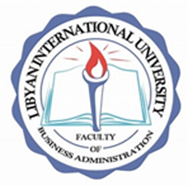 LIBYAN INTERNATIONAL UNIVERSITY
FACULTY
OF
BUSINESS ADMINISTRATION